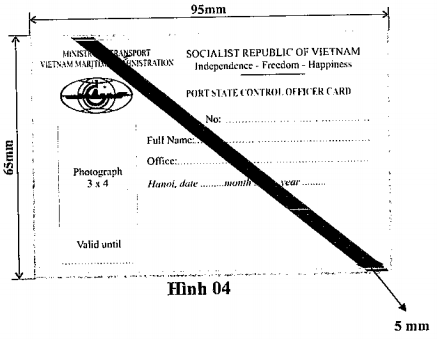 95mm
65mm
MINISTRY TRANSPORT
VIETNAM MARITIME ADMINISTRATION
SOCIALIST REPUBLIC OF VIETNAM
Independence - Freedom - Happiness
PORT STATE CONTROL OFFICER CARD
No: ..............................
Full Name:..............................
Office:..............................
Hanoi, date ........month ...... year ........
Photograph
3 x 4
Valid until
....................
Hình 04
5 mm